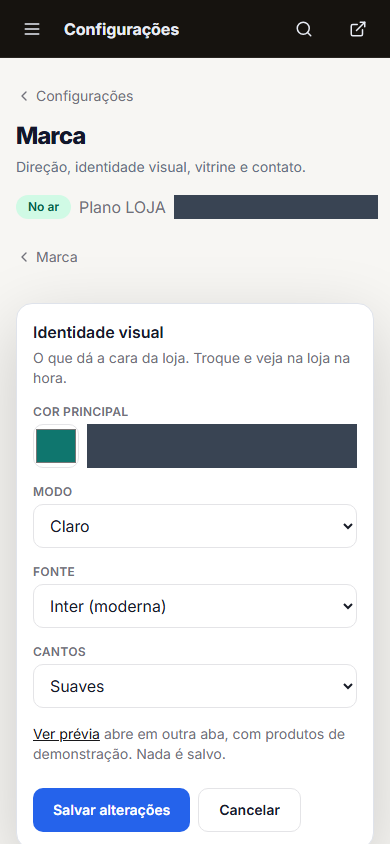 Configurações
Configurações
Marca
Direção, identidade visual, vitrine e contato.
No ar Plano LOJA
Marca
Identidade visual
O que dá a cara da loja. Troque e veja na loja na
hora.
COR PRINCIPAL
MODO
Claro
FONTE
Inter (moderna)
CANTOS
Suaves
Ver prévia abre em outra aba, com produtos de
demonstração. Nada é salvo.
Salvar alterações Cancelar